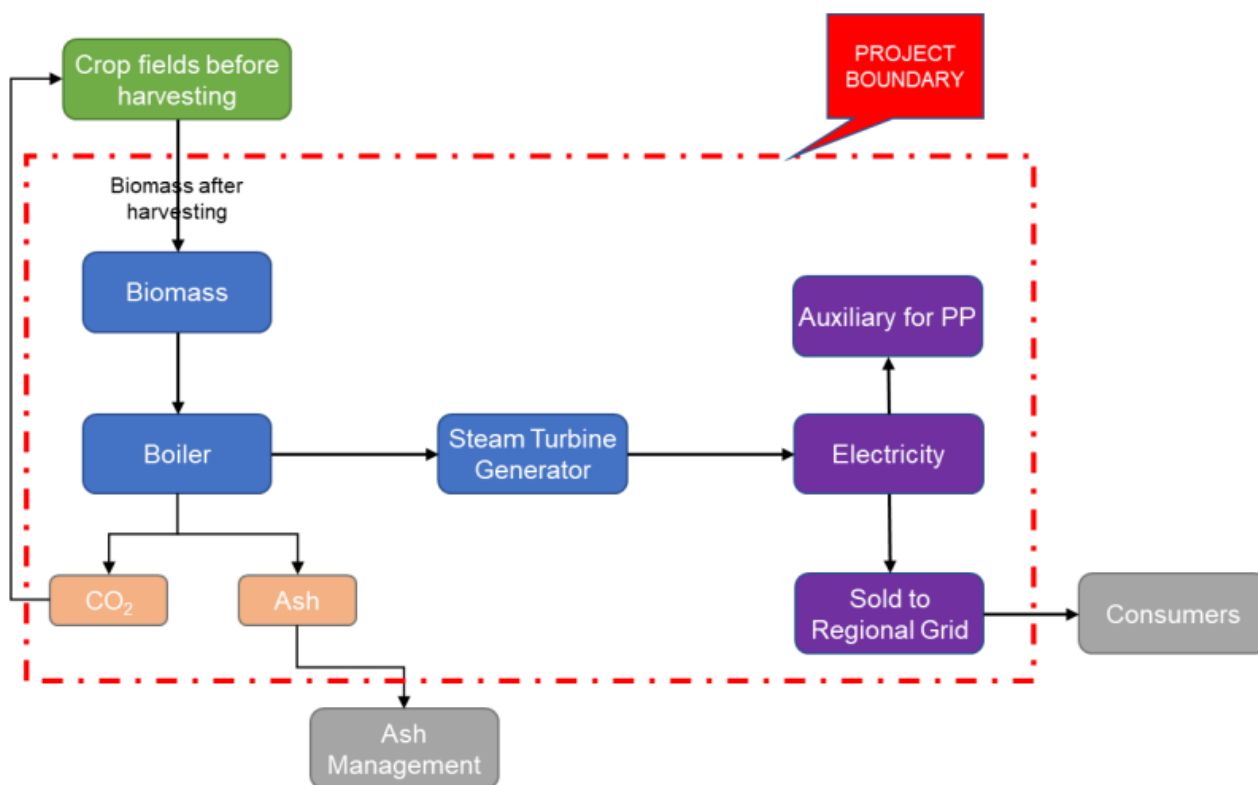 Crop fields before
harvesting
PROJECT
BOUNDARY
Biomass after
harvesting
Biomass
Auxiliary for PP
Boiler
Steam Turbine
Generator
Electricity
CO₂
Ash
Sold to
Regional Grid
Consumers
Ash
Management